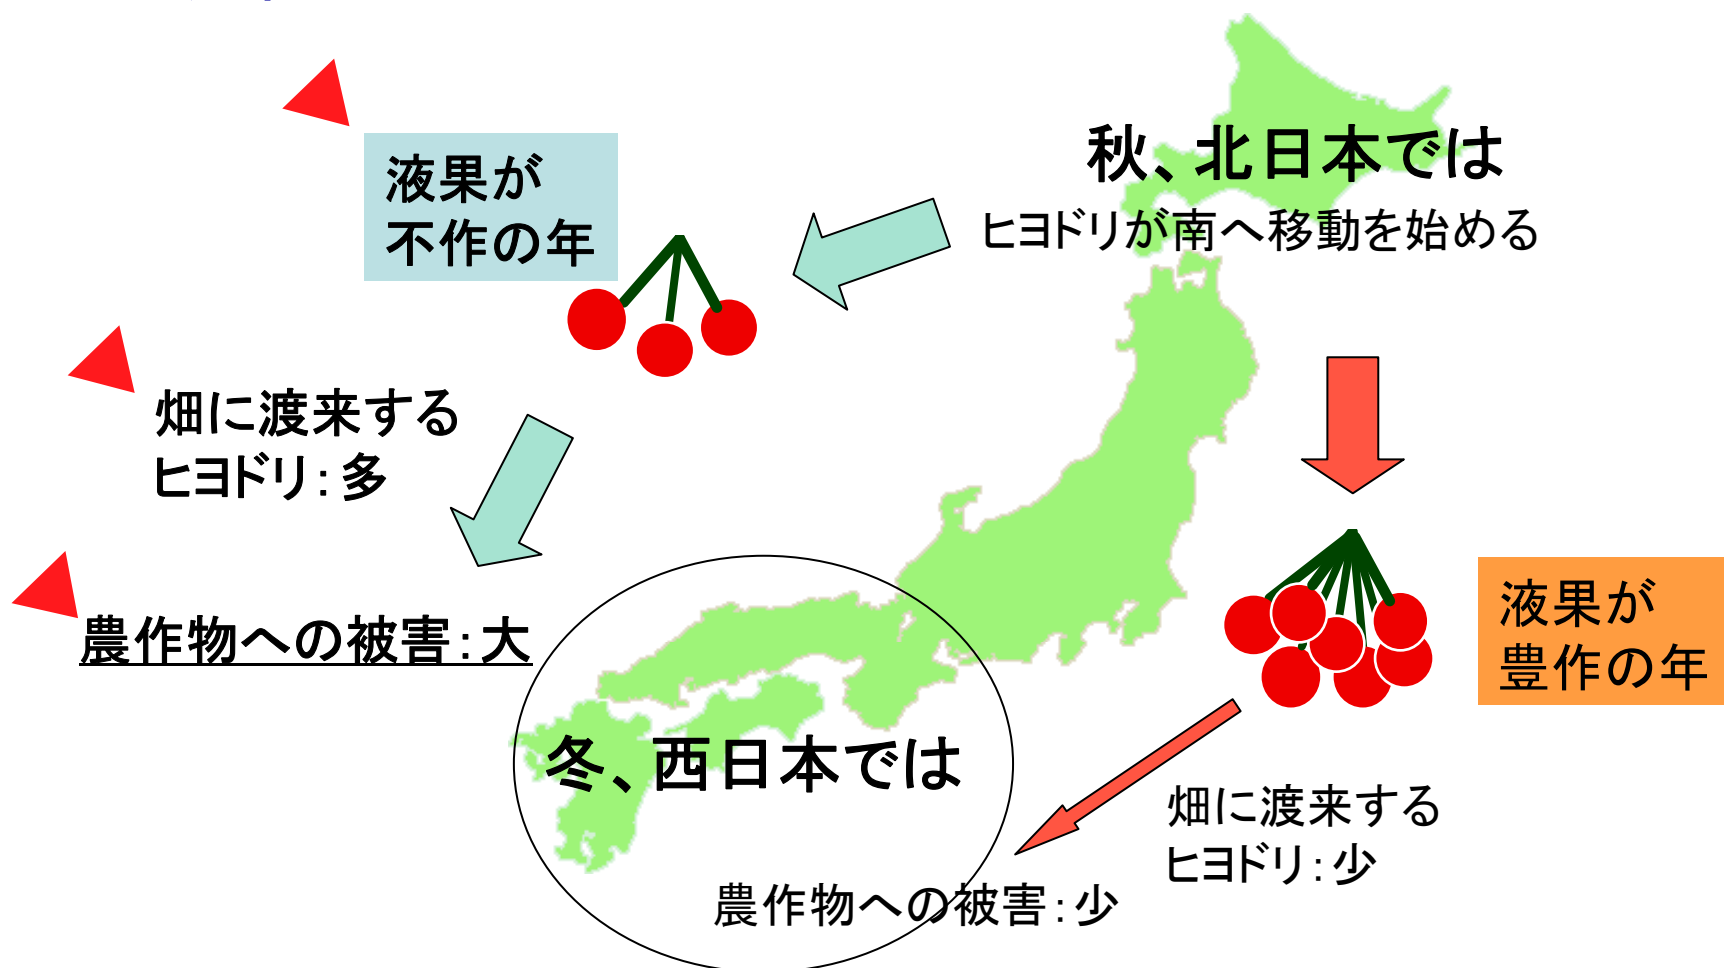 秋、北日本では
ヒヨドリが南へ移動を始める
液果が
不作の年
畑に渡来する
ヒヨドリ：多
農作物への被害：大
液果が
豊作の年
冬、西日本では
畑に渡来する
ヒヨドリ：少
農作物への被害：少